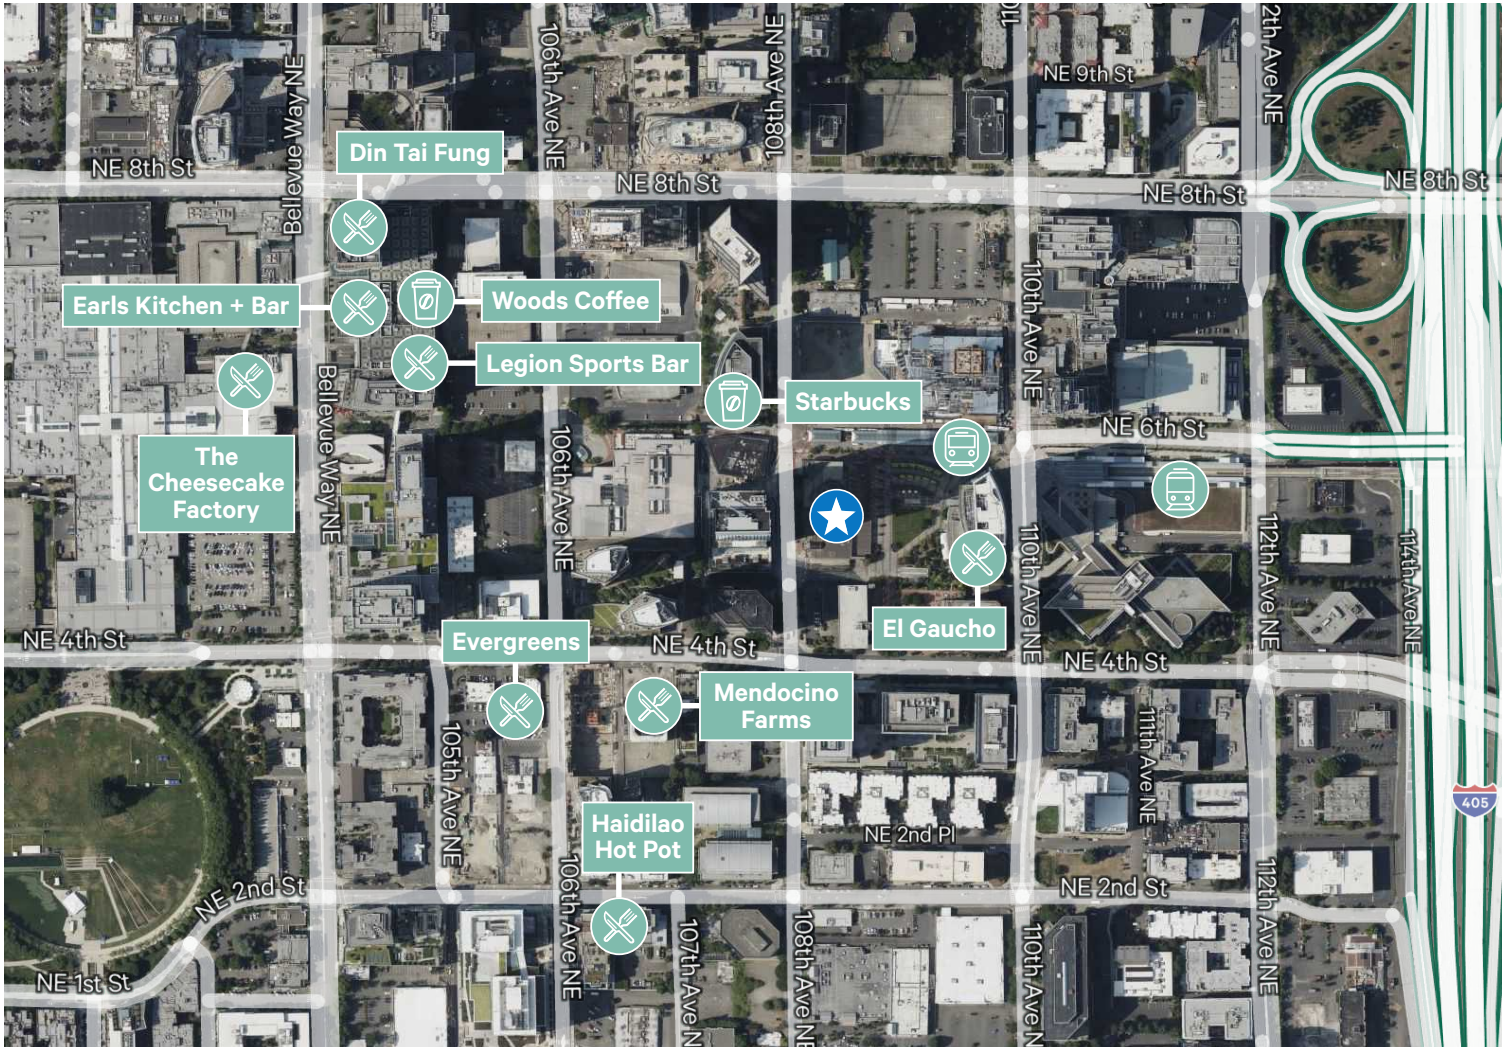 110
112th Ave NE
NE 9th St
106th Ave NE
108th Ave NE
Bellevue Way NE
Din Tai Fung
NE 8th St
NE 8th St
NE 8th St
NE 8th St
Earls Kitchen + Bar
Woods Coffee
110th Ave NE
Legion Sports Bar
Starbucks
NE 6th St
The
Cheesecake
Factory
Bellevue Way NE
106th Ave NE
110th Ave NE
112th Ave NE
114th Ave NE
El Gaucho
NE 4th St
Evergreens
NE 4th St
NE 4th St
Mendocino
Farms
105th Ave NE
111th Ave NE
405
Haidilao
Hot Pot
NE 2nd Pl
NE 2nd St
NE 2nd St
106th Ave NE
107th Ave N
108th Ave NE
110th Ave N
112th Ave NE
NE 1st St